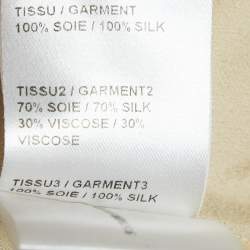 TISSU / GARMENT
100% SOIE / 100% SILK
TISSU2 / GARMENT2
70% SOIE / 70% SILK
30% VISCOSE / 30%
VISCOSE
TISSU3 / GARMENT3
100% SOIE / 100% SILK